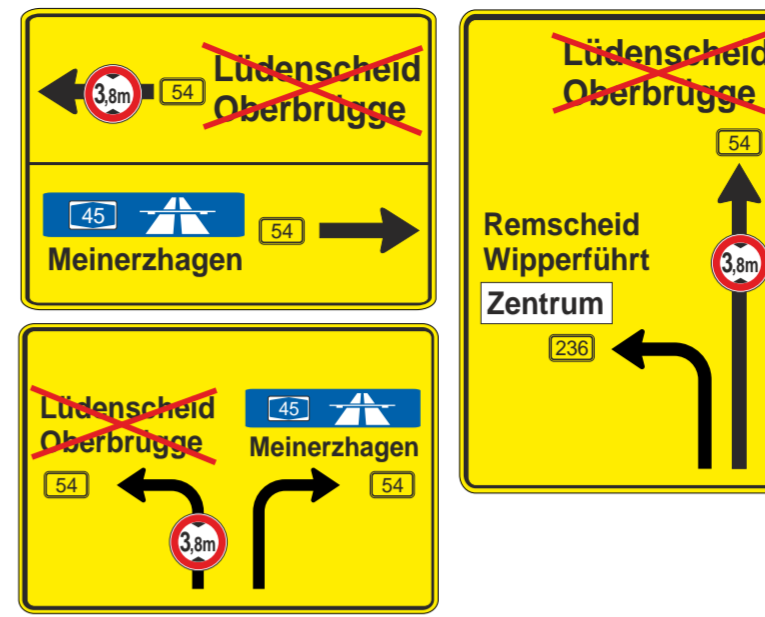 3,8m
54
Lüdenscheid
Oberbrügge
45
Meinerzhagen
54
Lüdenscheid
Oberbrügge
54
3,8m
45
Meinerzhagen
54
Lüdenscheid
Oberbrügge
54
Remscheid
Wipperführt
Zentrum
236
3,8m